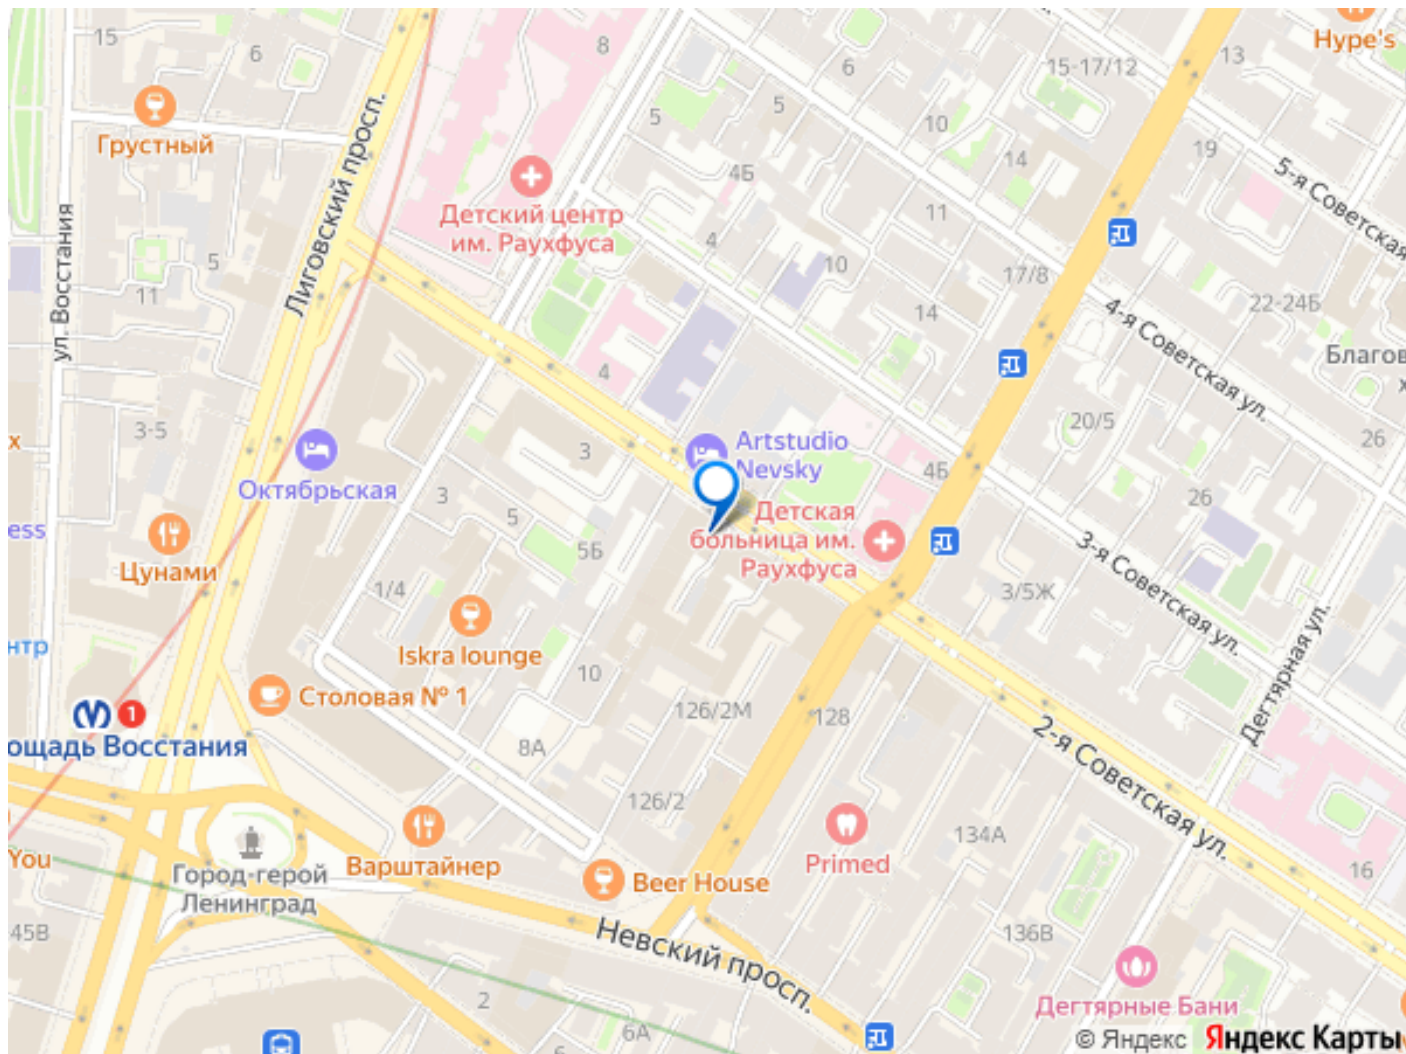 15
6
8
6
15-17/12
13
Hype's
Грустный
Лиговский просп.
5
5
10
14
19
5-я Советская
4Б
Детский центр
им. Раухфуса
ул. Восстания
5
11
4
10
11
17/8
22-24Б
4-я Советская ул.
14
Благов
х
3-5
4
20/5
26
х
Октябрьская
3
3
5
5Б
Artstudio
Nevsky
4Б
26
ess
Цунами
Детская
больница им.
Раухфуса
3-я Советская ул.
3/5Ж
1/4
Iskra lounge
нтр
10
Дегтярная ул.
Столовая № 1
1
ощадь Восстания
126/2М
128
8А
2-я Советская ул.
126/2
134А
You
Город-герой
Ленинград
Варштайнер
Beer House
Primed
16
45В
Невский просп.
136В
2
6А
Дегтярные Бани
© Яндекс Яндекс Карты